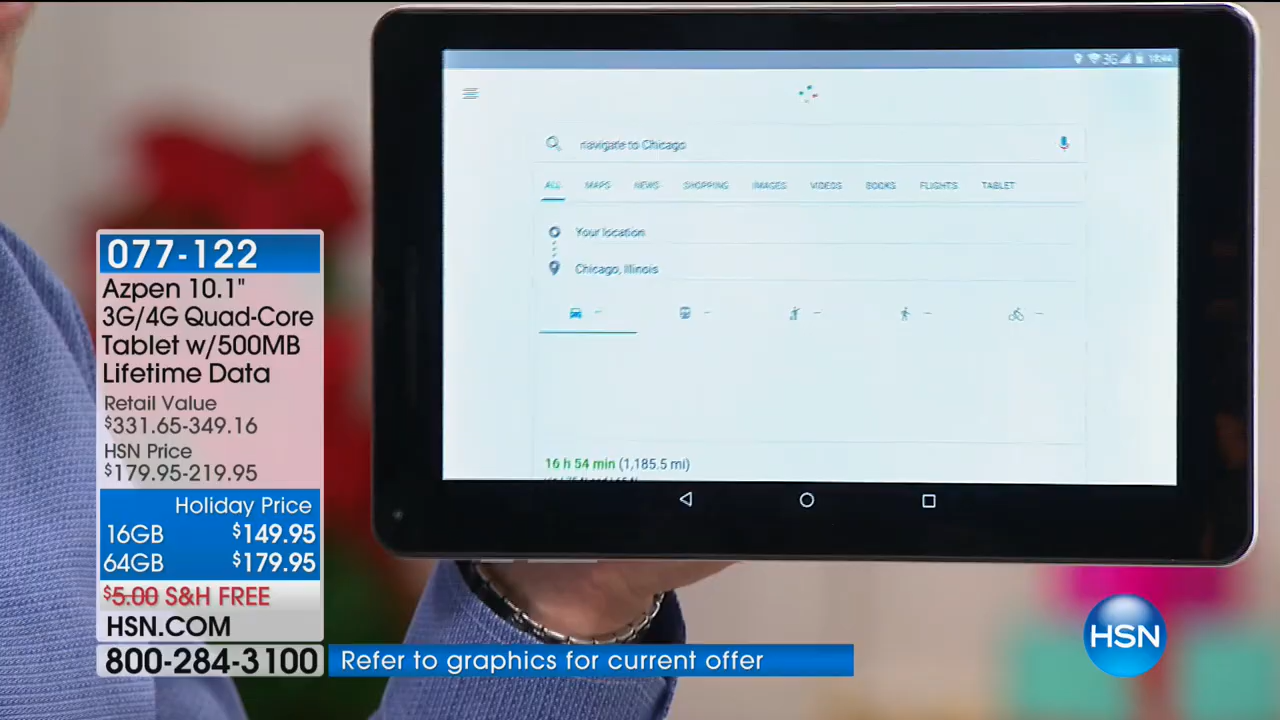 077-122
Azpen 10.1"
3G/4G Quad-Core
Tablet w/500MB
Lifetime Data
Retail Value
$331.65-349.16
HSN Price
$179.95-219.95
Holiday Price
16GB $149.95
64GB $179.95
$5.00 S&H FREE
HSN.COM
800-284-3100
Refer to graphics for current offer
3G
navigate to Chicago
ALL MAPS NEWS SHOPPING IMAGES VIDEOS BOOKS FLIGHTS TABLET
Your location
Chicago, Illinois
16 h 54 min (1,185.5 mi)
HSN